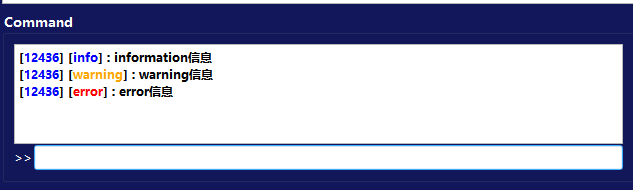 Command
[12436] [info] : information信息
[12436] [warning] : warning信息
[12436] [error] : error信息
>>